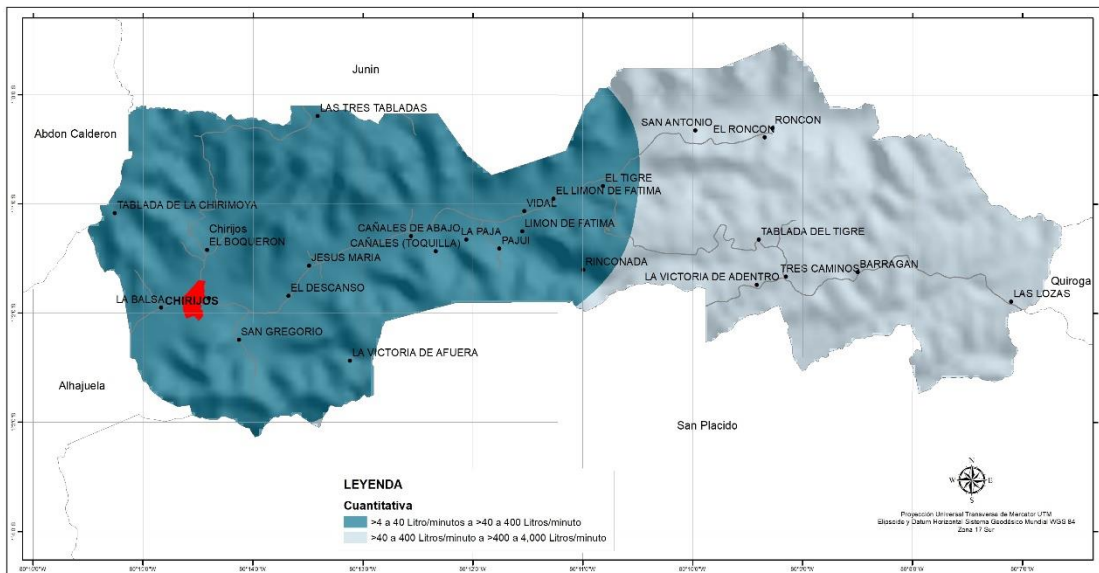 Junin
LAS TRES TABLADAS
Abdon Calderon
SAN ANTONIO
RONCON
EL RONCON
EL TIGRE
EL LIMON DE FATIMA
TABLADA DE LA CHIRIMOYA
VIDAL
Chirijos
LIMON DE FATIMA
CAÑALES DE ABAJO
LA PAJA
TABLADA DEL TIGRE
EL BOQUERON
CAÑALES (TOQUILLA)
PAJUI
JESUS MARIA
RINCONADA
TRES CAMINOS
BARRAGAN
LA VICTORIA DE ADENTRO
Quiroga
EL DESCANSO
LA BALSA
CHIRIJOS
LAS LOZAS
SAN GREGORIO
LA VICTORIA DE AFUERA
Alhajuela
San Placido
LEYENDA
Cuantitativa
>4 a 40 Litro/minutos a >40 a 400 Litros/minuto
>40 a 400 Litros/minuto a >400 a 4,000 Litros/minuto
N
W
E
S
Proyección Universal Transversa de Mercator UTM
Elipsoide y Datum Horizontal Sistema Geodésico Mundial WGS 84
Zona 17 Sur